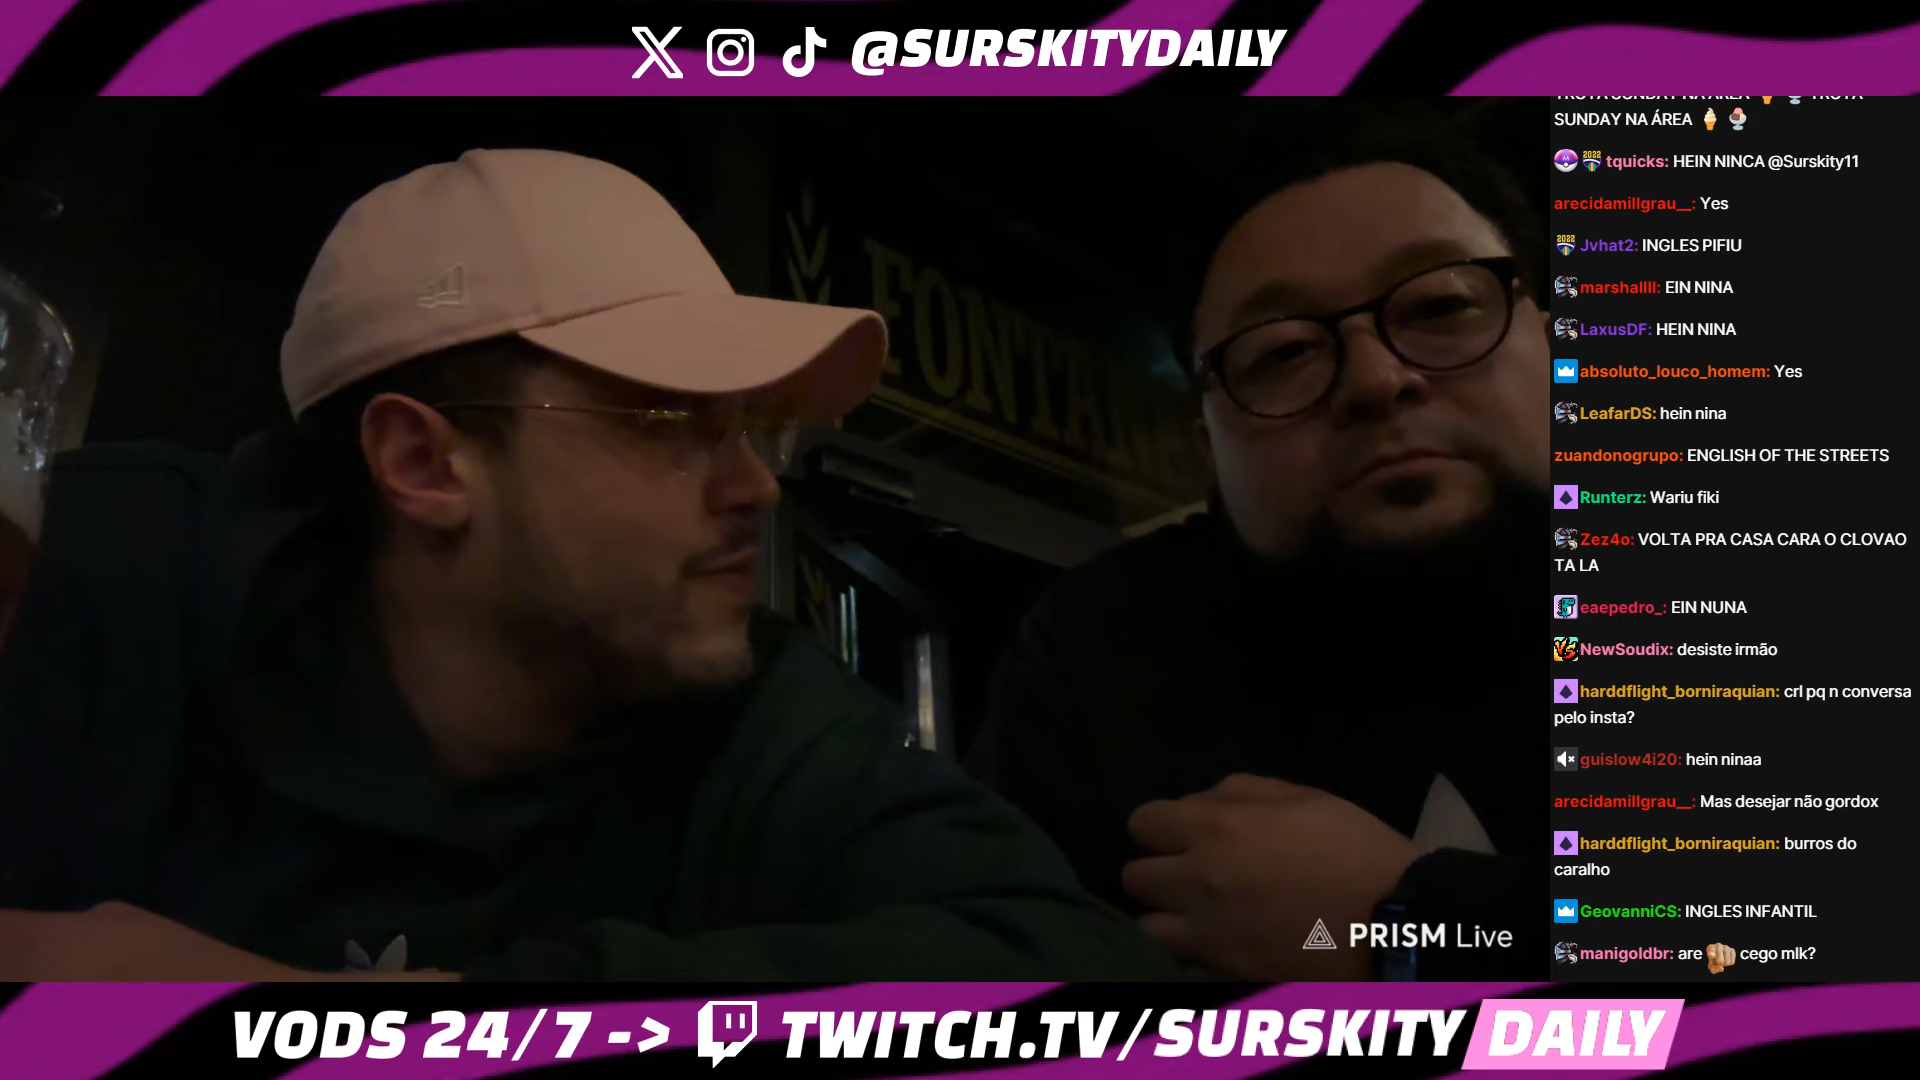 @SURSKITYDAILY
SUNDAY NA ÁREA
tquicks: HEIN NINCA @Surskity11
arecidamillgrau__: Yes
Jvhat2: INGLES PIFIU
marshallll: EIN NINA
LaxusDF: HEIN NINA
absoluto_louco_homem: Yes
LeafarDS: hein nina
zuandonogrupo: ENGLISH OF THE STREETS
Runterz: Wariu fiki
Zez4o: VOLTA PRA CASA CARA O CLOVAO
TA LA
eaepedro_: EIN NUNA
NewSoudix: desiste irmão
harddflight_borniraquian: crl pq n conversa
pelo insta?
guislow4i20: hein ninaa
arecidamillgrau__: Mas desejar não gordox
harddflight_borniraquian: burros do
caralho
GeovanniCS: INGLES INFANTIL
manigoldbr: are cego mlk?
PRISM Live
VODS 24/7 -> TWITCH.TV/SURSKITY DAILY